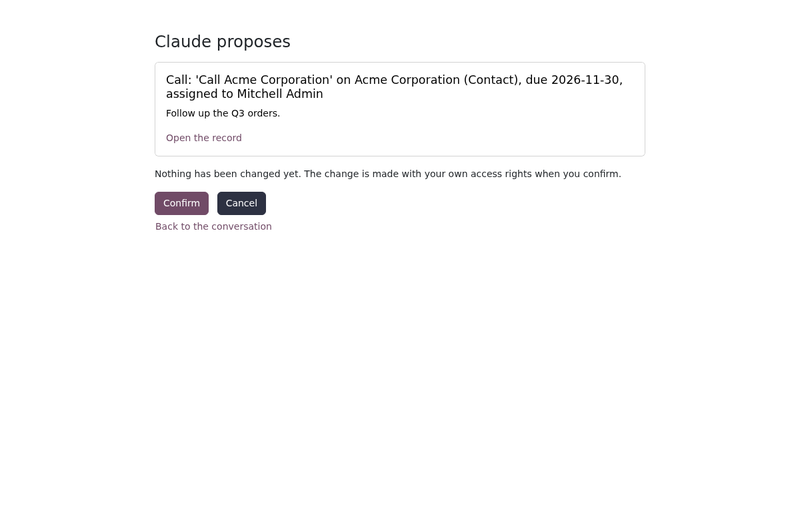 Claude proposes
Call: 'Call Acme Corporation' on Acme Corporation (Contact), due 2026-11-30,
assigned to Mitchell Admin
Follow up the Q3 orders.
Open the record
Nothing has been changed yet. The change is made with your own access rights when you confirm.
Confirm Cancel
Back to the conversation